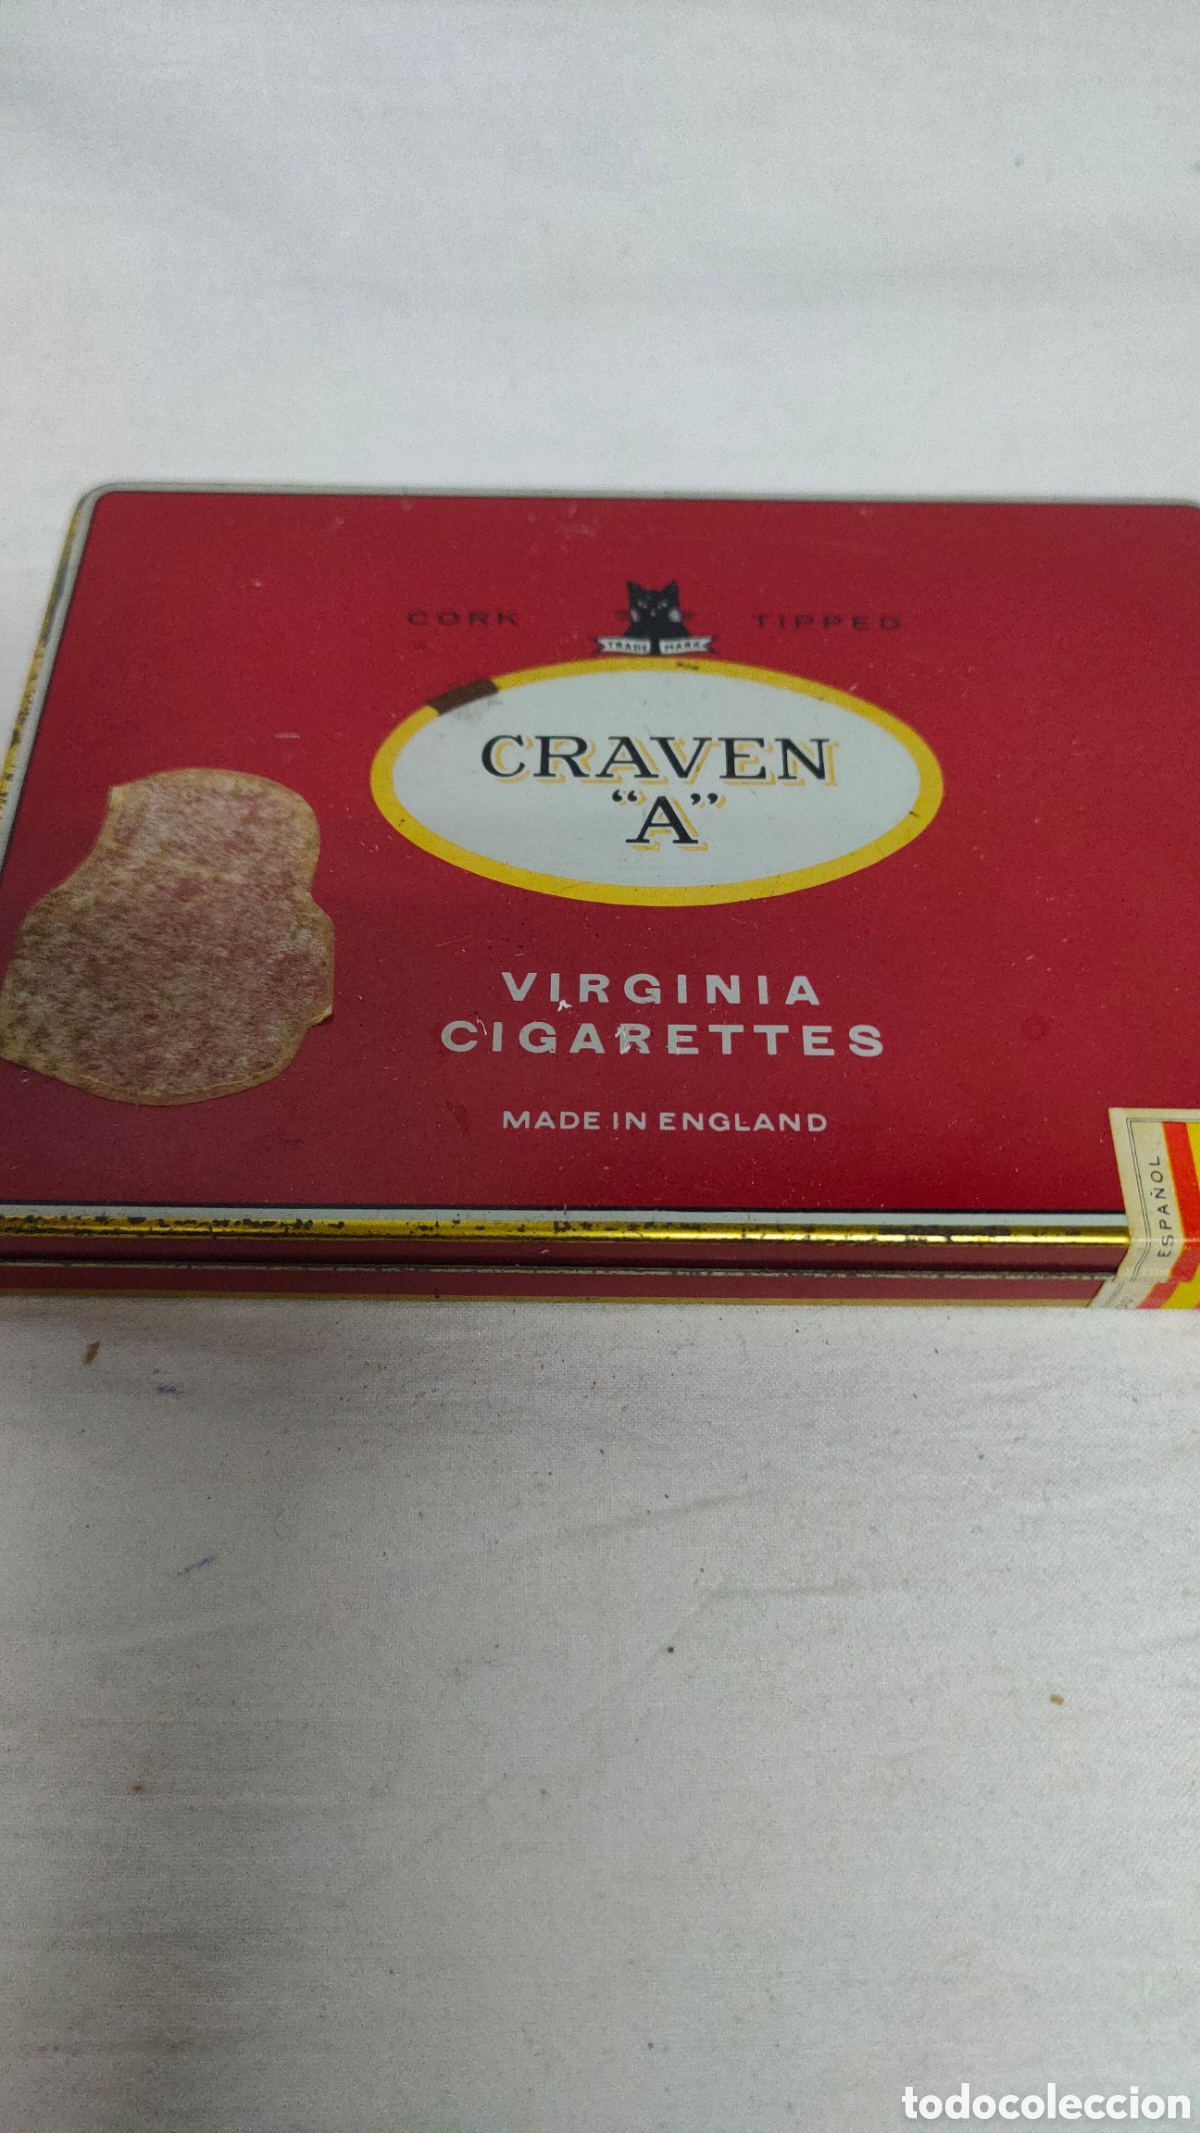 CORK TIPPED
TRADE MARK
CRAVEN
“A”
VIRGINIA
CIGARETTES
MADE IN ENGLAND
ESPAÑOL
todocoleccion